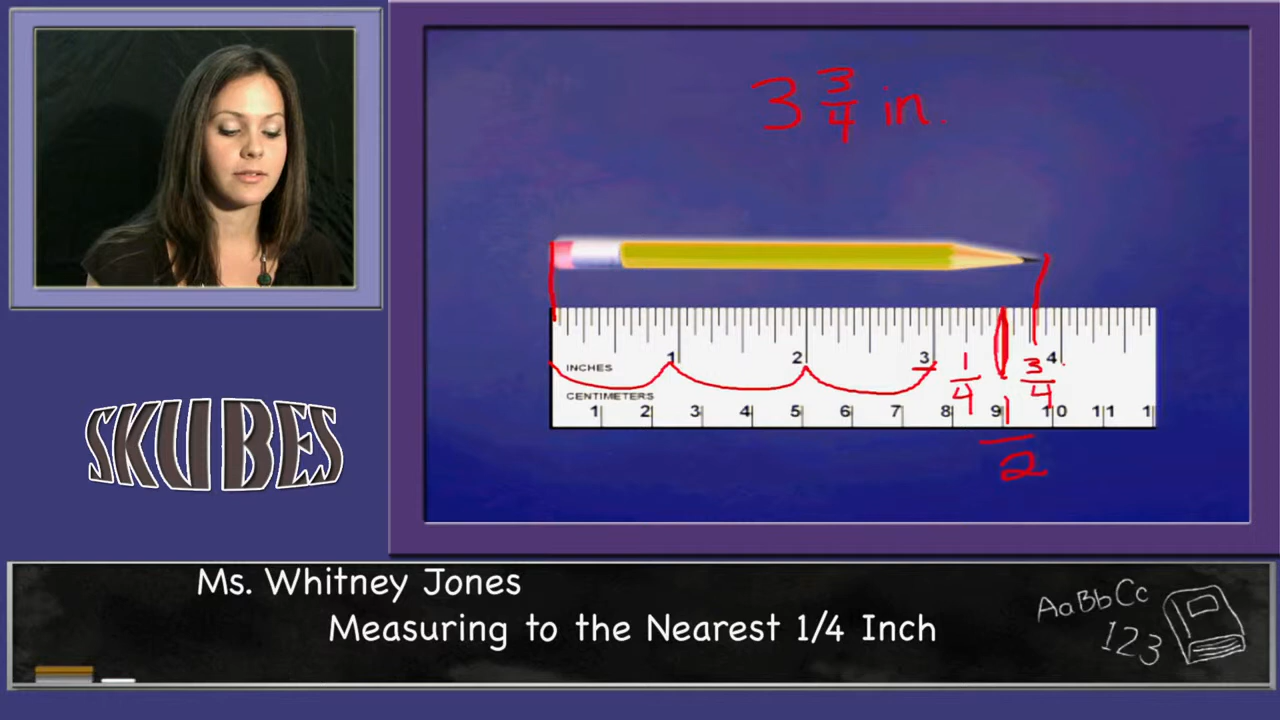 3 3/4 in.
1 2 3 4
INCHES
1/4 1/2 3/4
CENTIMETERS
1 2 3 4 5 6 7 8 9 10 11 1
SKUBES
Ms. Whitney Jones
Measuring to the Nearest 1/4 Inch
AaBbCc
123